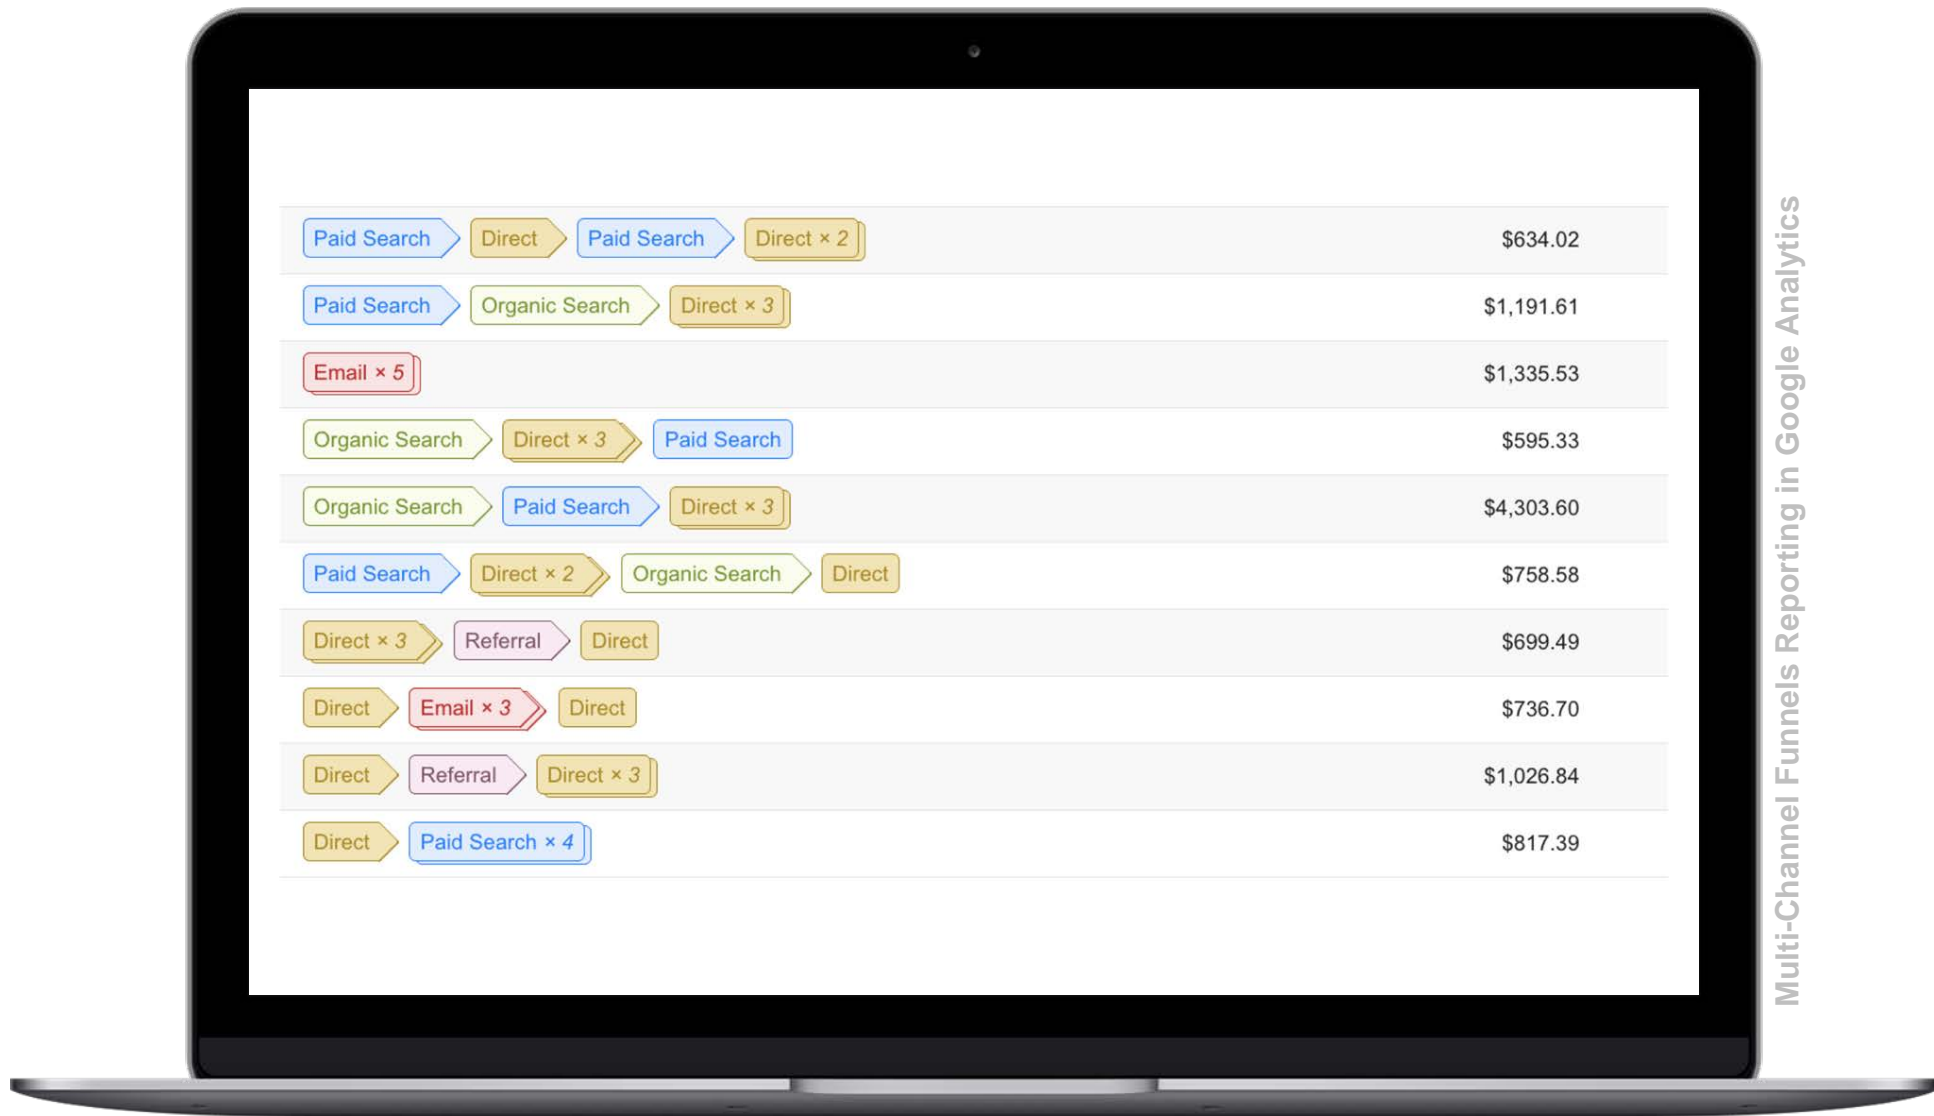 Paid Search Direct Paid Search Direct × 2 $634.02
Paid Search Organic Search Direct × 3 $1,191.61
Email × 5 $1,335.53
Organic Search Direct × 3 Paid Search $595.33
Organic Search Paid Search Direct × 3 $4,303.60
Paid Search Direct × 2 Organic Search Direct $758.58
Direct × 3 Referral Direct $699.49
Direct Email × 3 Direct $736.70
Direct Referral Direct × 3 $1,026.84
Direct Paid Search × 4 $817.39
Multi-Channel Funnels Reporting in Google Analytics